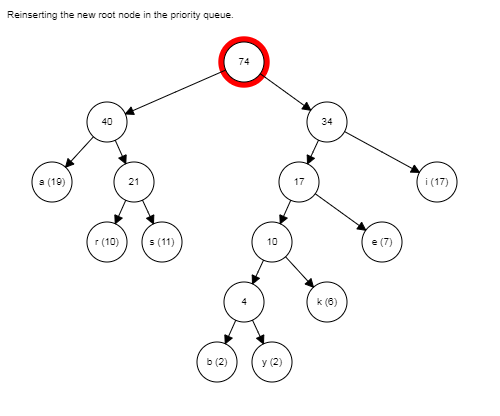 Reinserting the new root node in the priority queue.
74
40
34
a (19)
21
17
i (17)
r (10)
s (11)
10
e (7)
4
k (6)
b (2)
y (2)